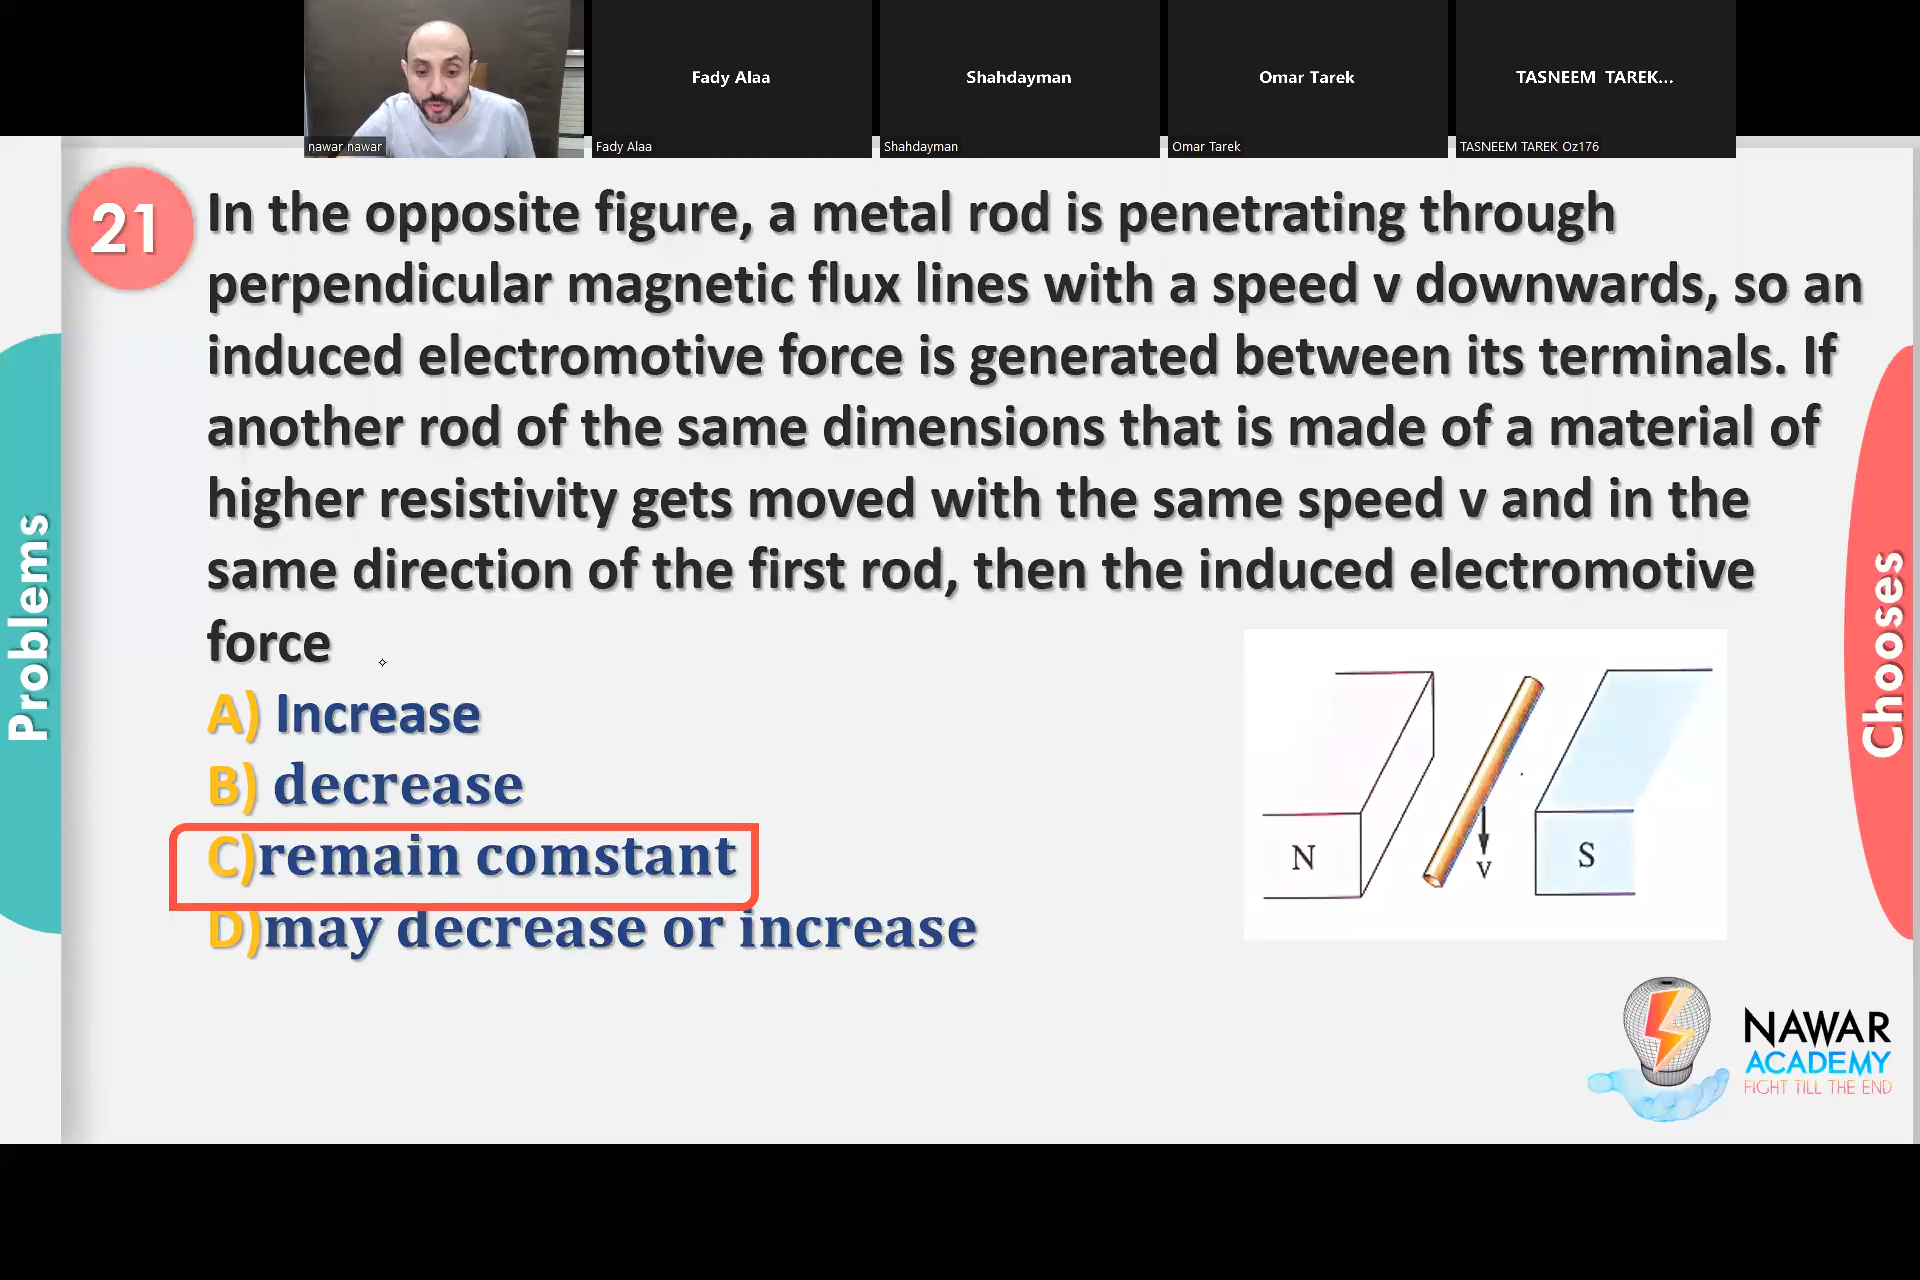 Fady Alaa
Shahdayman
Omar Tarek
TASNEEM TAREK...
nawar nawar
Fady Alaa
Shahdayman
Omar Tarek
TASNEEM TAREK Oz176
21
In the opposite figure, a metal rod is penetrating through
perpendicular magnetic flux lines with a speed v downwards, so an
induced electromotive force is generated between its terminals. If
another rod of the same dimensions that is made of a material of
higher resistivity gets moved with the same speed v and in the
same direction of the first rod, then the induced electromotive
force
A) Increase
B) decrease
C)remain comstant
D)may decrease or increase
N
v
S
Problems
Chooses
NAWAR
ACADEMY
FIGHT TILL THE END